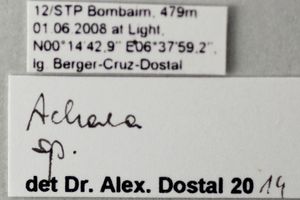 12/STP Bombaim, 479m
01.06.2008 at Light,
N00°14'42.9" E06°37'59.2",
lg. Berger-Cruz-Dostal
Achaea
sp.
det Dr. Alex. Dostal 2014